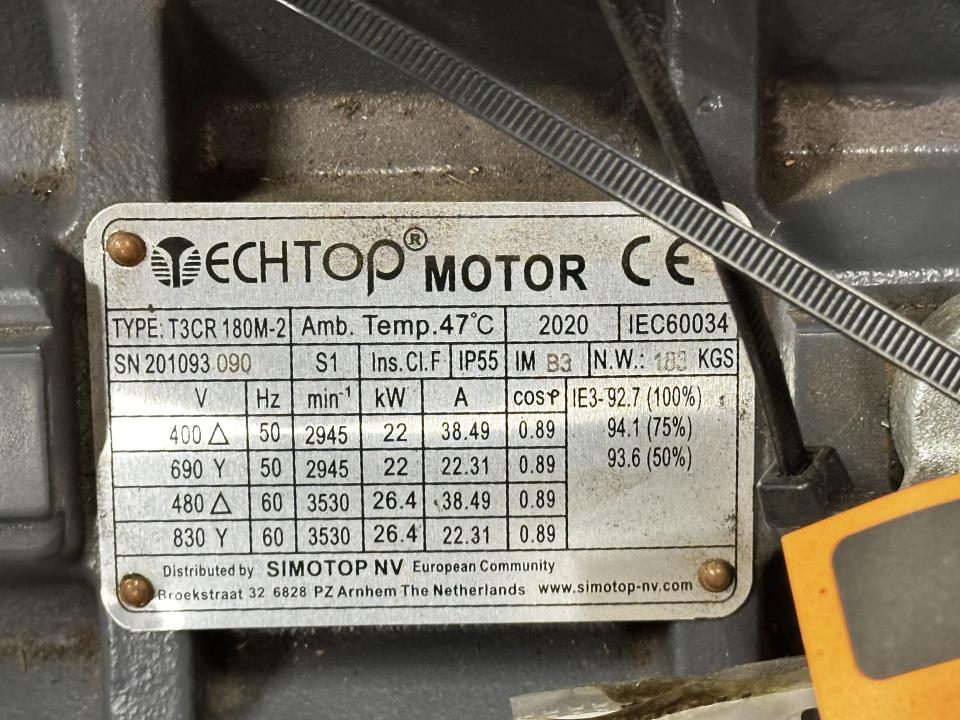 TECHTOP® MOTOR CE
TYPE: T3CR 180M-2 Amb. Temp.47°C 2020 IEC60034
SN 201093 090 S1 Ins.Cl.F IP55 IM B3 N.W.: 183 KGS
V Hz min⁻¹ kW A cosφ IE3-92.7 (100%)
400 △ 50 2945 22 38.49 0.89 94.1 (75%)
690 Y 50 2945 22 22.31 0.89 93.6 (50%)
480 △ 60 3530 26.4 38.49 0.89
830 Y 60 3530 26.4 22.31 0.89
Distributed by SIMOTOP NV European Community
Broekstraat 32 6828 PZ Arnhem The Netherlands www.simotop-nv.com